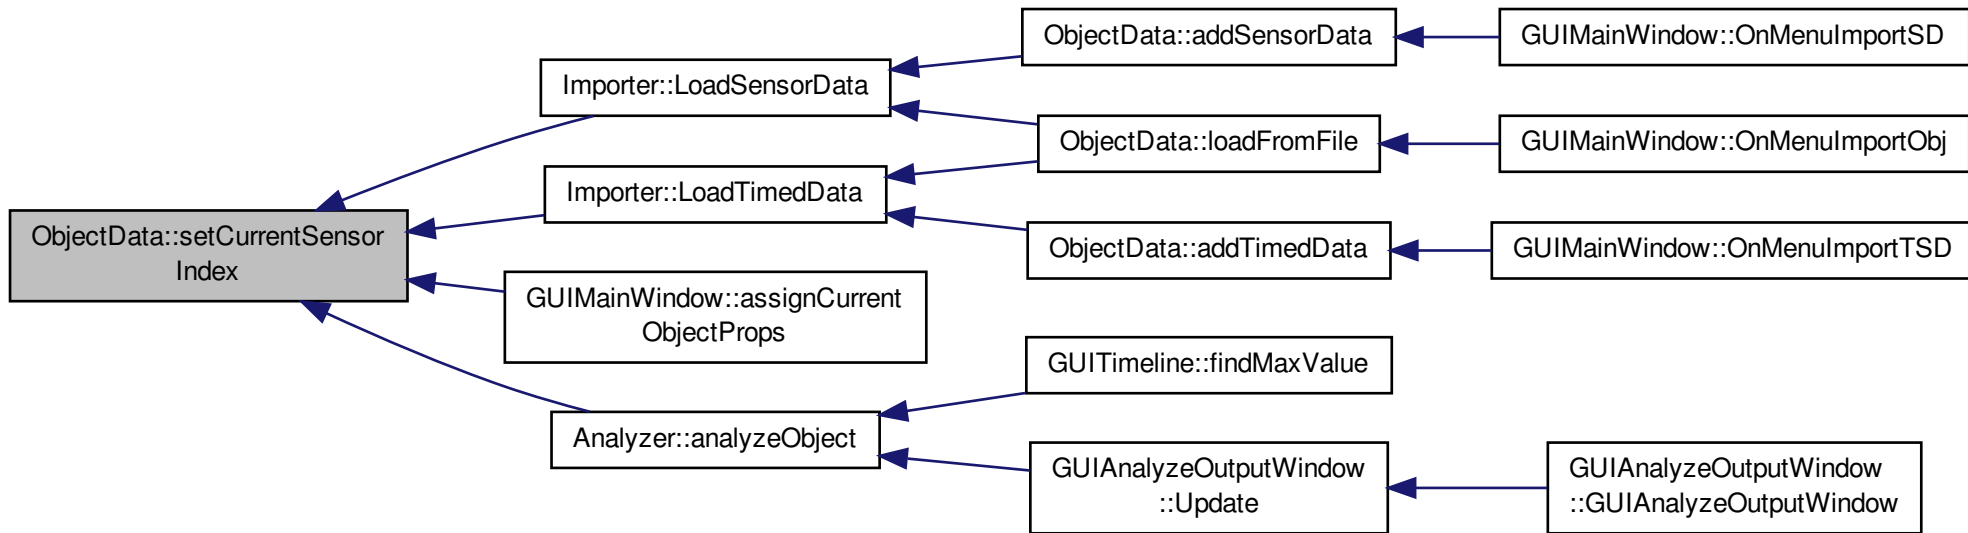 ObjectData::setCurrentSensor
Index
Importer::LoadSensorData
Importer::LoadTimedData
GUIMainWindow::assignCurrent
ObjectProps
Analyzer::analyzeObject
ObjectData::addSensorData
ObjectData::loadFromFile
ObjectData::addTimedData
GUITimeline::findMaxValue
GUIAnalyzeOutputWindow
::Update
GUIMainWindow::OnMenuImportSD
GUIMainWindow::OnMenuImportObj
GUIMainWindow::OnMenuImportTSD
GUIAnalyzeOutputWindow
::GUIAnalyzeOutputWindow